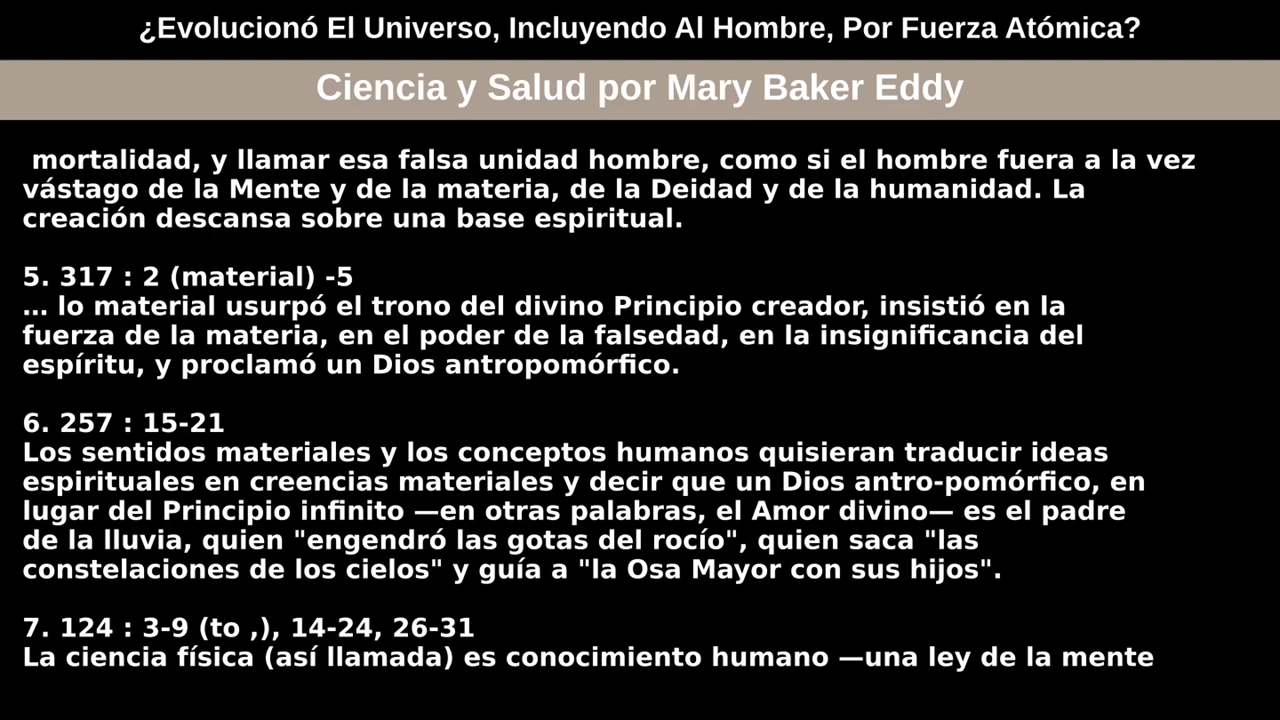 ¿Evolucionó El Universo, Incluyendo Al Hombre, Por Fuerza Atómica?
Ciencia y Salud por Mary Baker Eddy
mortalidad, y llamar esa falsa unidad hombre, como si el hombre fuera a la vez
vástago de la Mente y de la materia, de la Deidad y de la humanidad. La
creación descansa sobre una base espiritual.
5. 317 : 2 (material) -5
… lo material usurpó el trono del divino Principio creador, insistió en la
fuerza de la materia, en el poder de la falsedad, en la insignificancia del
espíritu, y proclamó un Dios antropomórfico.
6. 257 : 15-21
Los sentidos materiales y los conceptos humanos quisieran traducir ideas
espirituales en creencias materiales y decir que un Dios antro-pomórfico, en
lugar del Principio infinito —en otras palabras, el Amor divino— es el padre
de la lluvia, quien "engendró las gotas del rocío", quien saca "las
constelaciones de los cielos" y guía a "la Osa Mayor con sus hijos".
7. 124 : 3-9 (to ,), 14-24, 26-31
La ciencia física (así llamada) es conocimiento humano —una ley de la mente